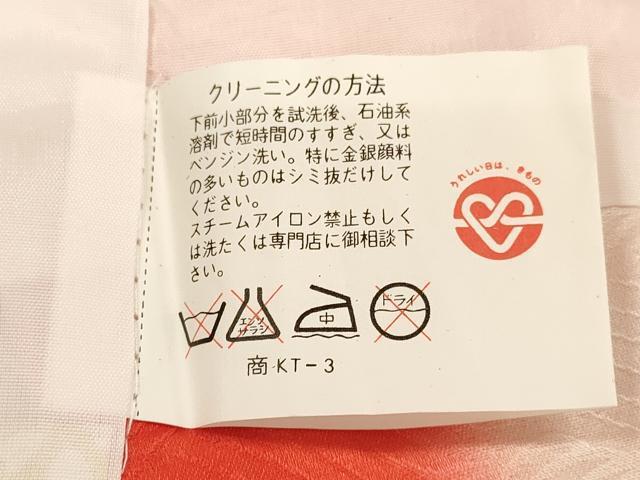 クリーニングの方法
下前小部分を試洗後、石油系
溶剤で短時間のすすぎ、又は
ベンジン洗い。特に金銀顔料
の多いものはシミ抜だけして
ください。
スチームアイロン禁止もしく
は洗たくは専門店に御相談下
さい。
うれしい日は、きもの
エンソ
サラシ
中
ドライ
商 KT－3